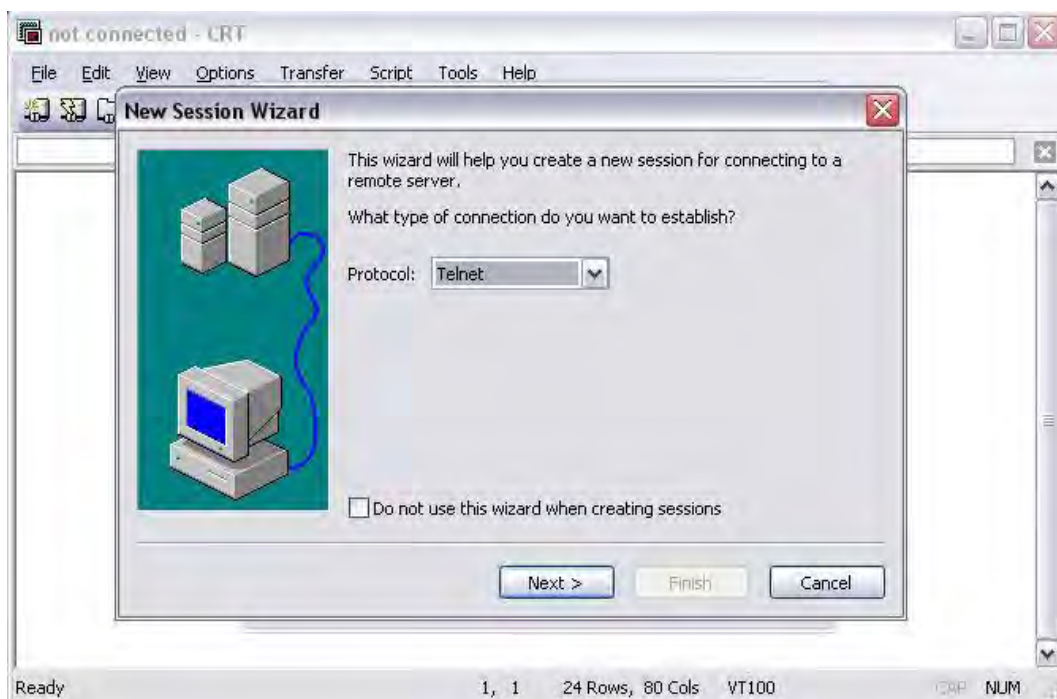 not connected - CRT
File Edit View Options Transfer Script Tools Help
New Session Wizard
This wizard will help you create a new session for connecting to a
remote server.
What type of connection do you want to establish?
Protocol: Telnet
Do not use this wizard when creating sessions
Next > Finish Cancel
Ready 1, 1 24 Rows, 80 Cols VT100 CAP NUM